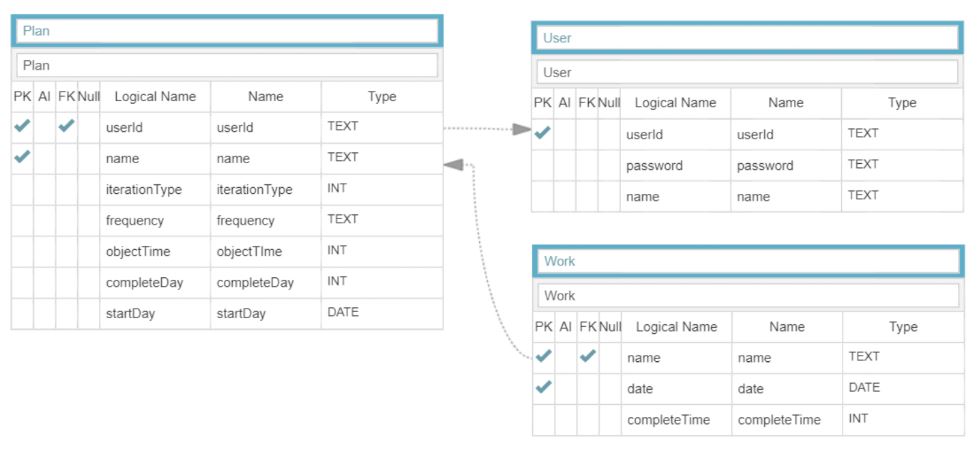 Plan
Plan
PK AI FK Null Logical Name Name Type
userId userId TEXT
name name TEXT
iterationType iterationType INT
frequency frequency TEXT
objectTime objectTIme INT
completeDay completeDay INT
startDay startDay DATE
User
User
PK AI FK Null Logical Name Name Type
userId userId TEXT
password password TEXT
name name TEXT
Work
Work
PK AI FK Null Logical Name Name Type
name name TEXT
date date DATE
completeTime completeTime INT